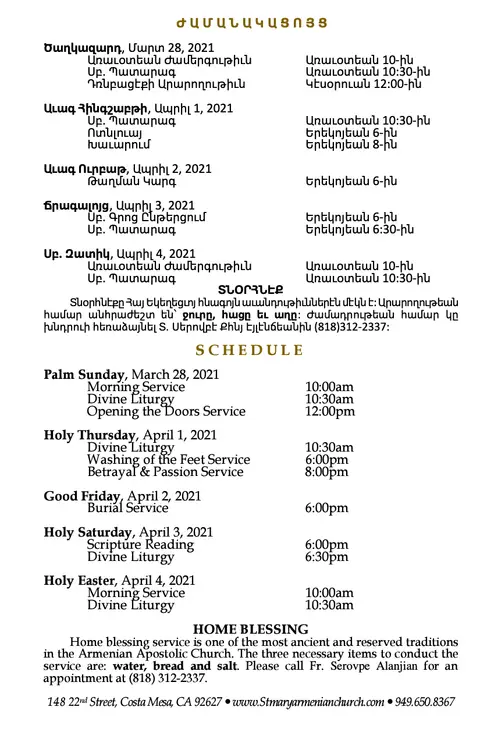 ԺԱՄԱՆԱԿԱՑՈՅՑ
Ծաղկազարդ, Մարտ 28, 2021
Առաւօտեան Ժամերգութիւն Առաւօտեան 10-ին
Սբ. Պատարագ Առաւօտեան 10:30-ին
Դռնբացէքի Արարողութիւն Կէսօրուան 12:00-ին
Աւագ Հինգշաբթի, Ապրիլ 1, 2021
Սբ. Պատարագ Առաւօտեան 10:30-ին
Ոտնլուայ Երեկոյեան 6-ին
Խաւարում Երեկոյեան 8-ին
Աւագ Ուրբաթ, Ապրիլ 2, 2021
Թաղման Կարգ Երեկոյեան 6-ին
Ճրագալոյց, Ապրիլ 3, 2021
Սբ. Գրոց Ընթերցում Երեկոյեան 6-ին
Սբ. Պատարագ Երեկոյեան 6:30-ին
Սբ. Զատիկ, Ապրիլ 4, 2021
Առաւօտեան Ժամերգութիւն Առաւօտեան 10-ին
Սբ. Պատարագ Առաւօտեան 10:30-ին
ՏՆՕՐՀՆԷՔ
Տնօրհնէքը Հայ Եկեղեցւոյ հնագոյն աւանդութիւններէն մէկն է: Արարողութեան
համար անհրաժեշտ են՝ ջուրը, հացը եւ աղը: Ժամադրութեան համար կը
խնդրուի հեռաձայնել Տ. Սերովբէ Քհնյ Էյլէնճեանին (818)312-2337:
SCHEDULE
Palm Sunday, March 28, 2021
Morning Service 10:00am
Divine Liturgy 10:30am
Opening the Doors Service 12:00pm
Holy Thursday, April 1, 2021
Divine Liturgy 10:30am
Washing of the Feet Service 6:00pm
Betrayal & Passion Service 8:00pm
Good Friday, April 2, 2021
Burial Service 6:00pm
Holy Saturday, April 3, 2021
Scripture Reading 6:00pm
Divine Liturgy 6:30pm
Holy Easter, April 4, 2021
Morning Service 10:00am
Divine Liturgy 10:30am
HOME BLESSING
Home blessing service is one of the most ancient and reserved traditions
in the Armenian Apostolic Church. The three necessary items to conduct the
service are: water, bread and salt. Please call Fr. Serovpe Alanjian for an
appointment at (818) 312-2337.
148 22nd Street, Costa Mesa, CA 92627 • www.Stmaryarmenianchurch.com • 949.650.8367